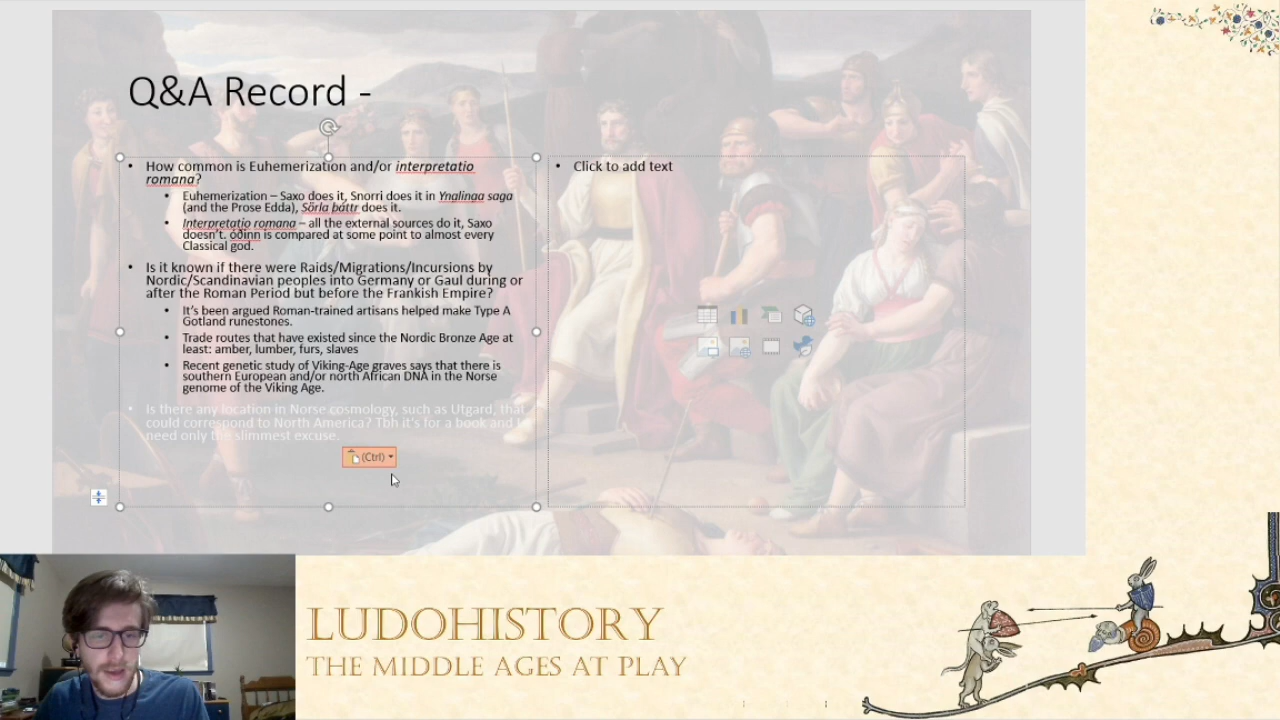 Q&A Record -
• How common is Euhemerization and/or interpretatio
romana?
• Euhemerization – Saxo does it, Snorri does it in Ynglinga saga
(and the Prose Edda), Sörla þáttr does it.
• Interpretatio romana – all the external sources do it, Saxo
doesn't. óðinn is compared at some point to almost every
Classical god.
• Is it known if there were Raids/Migrations/Incursions by
Nordic/Scandinavian peoples into Germany or Gaul during or
after the Roman Period but before the Frankish Empire?
• It's been argued Roman-trained artisans helped make Type A
Gotland runestones.
• Trade routes that have existed since the Nordic Bronze Age at
least: amber, lumber, furs, slaves
• Recent genetic study of Viking-Age graves says that there is
southern European and/or north African DNA in the Norse
genome of the Viking Age.
• Is there any location in Norse cosmology, such as Utgard, that
could correspond to North America? Tbh it's for a book and I
need only the slimmest excuse.
(Ctrl)
• Click to add text
LUDOHISTORY
THE MIDDLE AGES AT PLAY